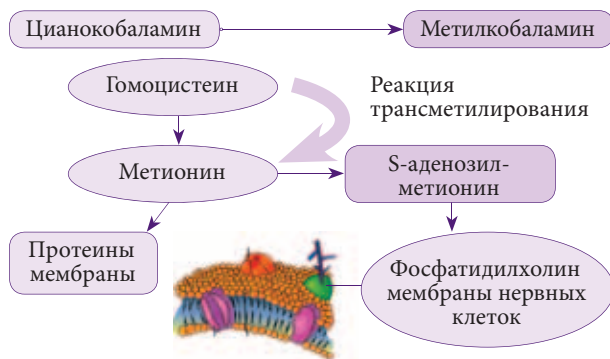 Цианокобаламин
Метилкобаламин
Гомоцистеин
Реакция
трансметилирования
Метионин
S-аденозил-
метионин
Протеины
мембраны
Фосфатидилхолин
мембраны нервных
клеток